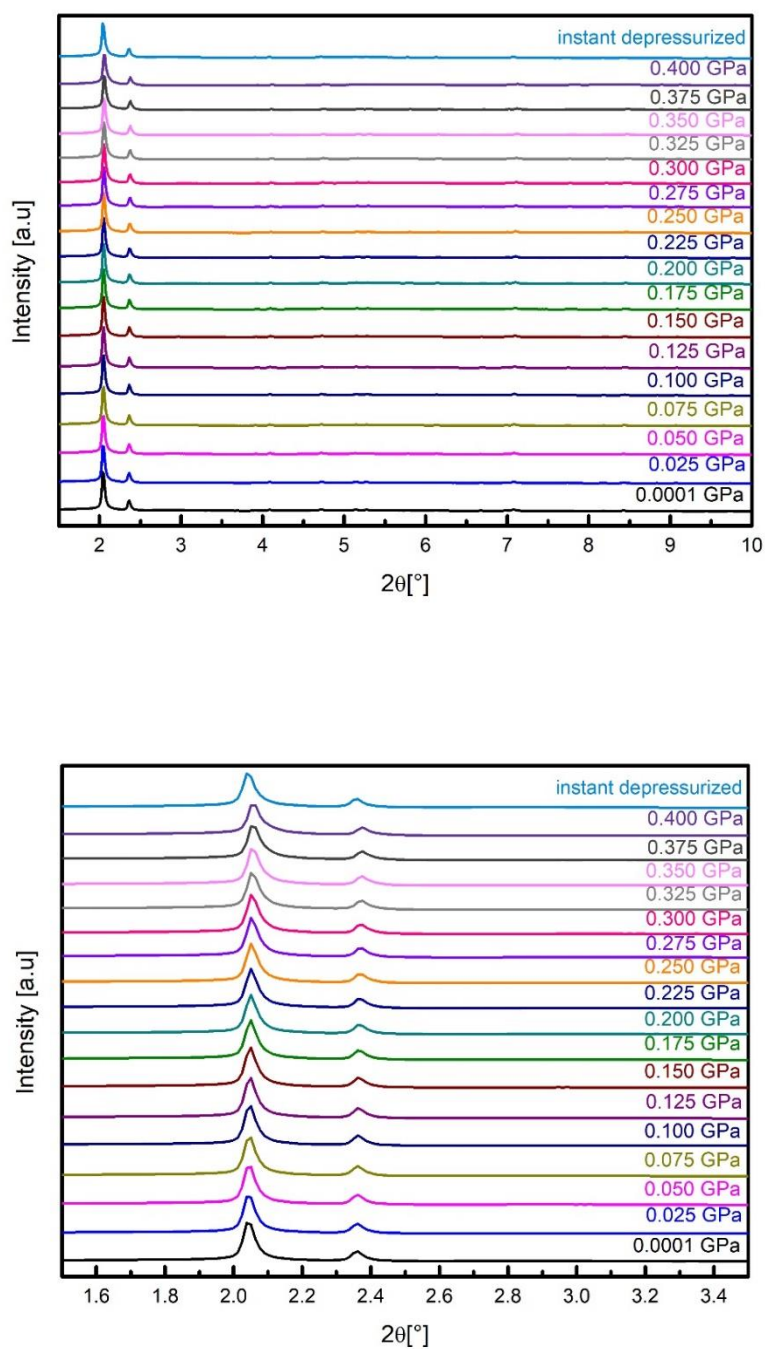 instant depressurized
0.400 GPa
0.375 GPa
0.350 GPa
0.325 GPa
0.300 GPa
0.275 GPa
0.250 GPa
0.225 GPa
0.200 GPa
0.175 GPa
0.150 GPa
0.125 GPa
0.100 GPa
0.075 GPa
0.050 GPa
0.025 GPa
0.0001 GPa
Intensity [a.u]
2 3 4 5 6 7 8 9 10
2θ[°]
instant depressurized
0.400 GPa
0.375 GPa
0.350 GPa
0.325 GPa
0.300 GPa
0.275 GPa
0.250 GPa
0.225 GPa
0.200 GPa
0.175 GPa
0.150 GPa
0.125 GPa
0.100 GPa
0.075 GPa
0.050 GPa
0.025 GPa
0.0001 GPa
Intensity [a.u]
1.6 1.8 2.0 2.2 2.4 2.6 2.8 3.0 3.2 3.4
2θ[°]